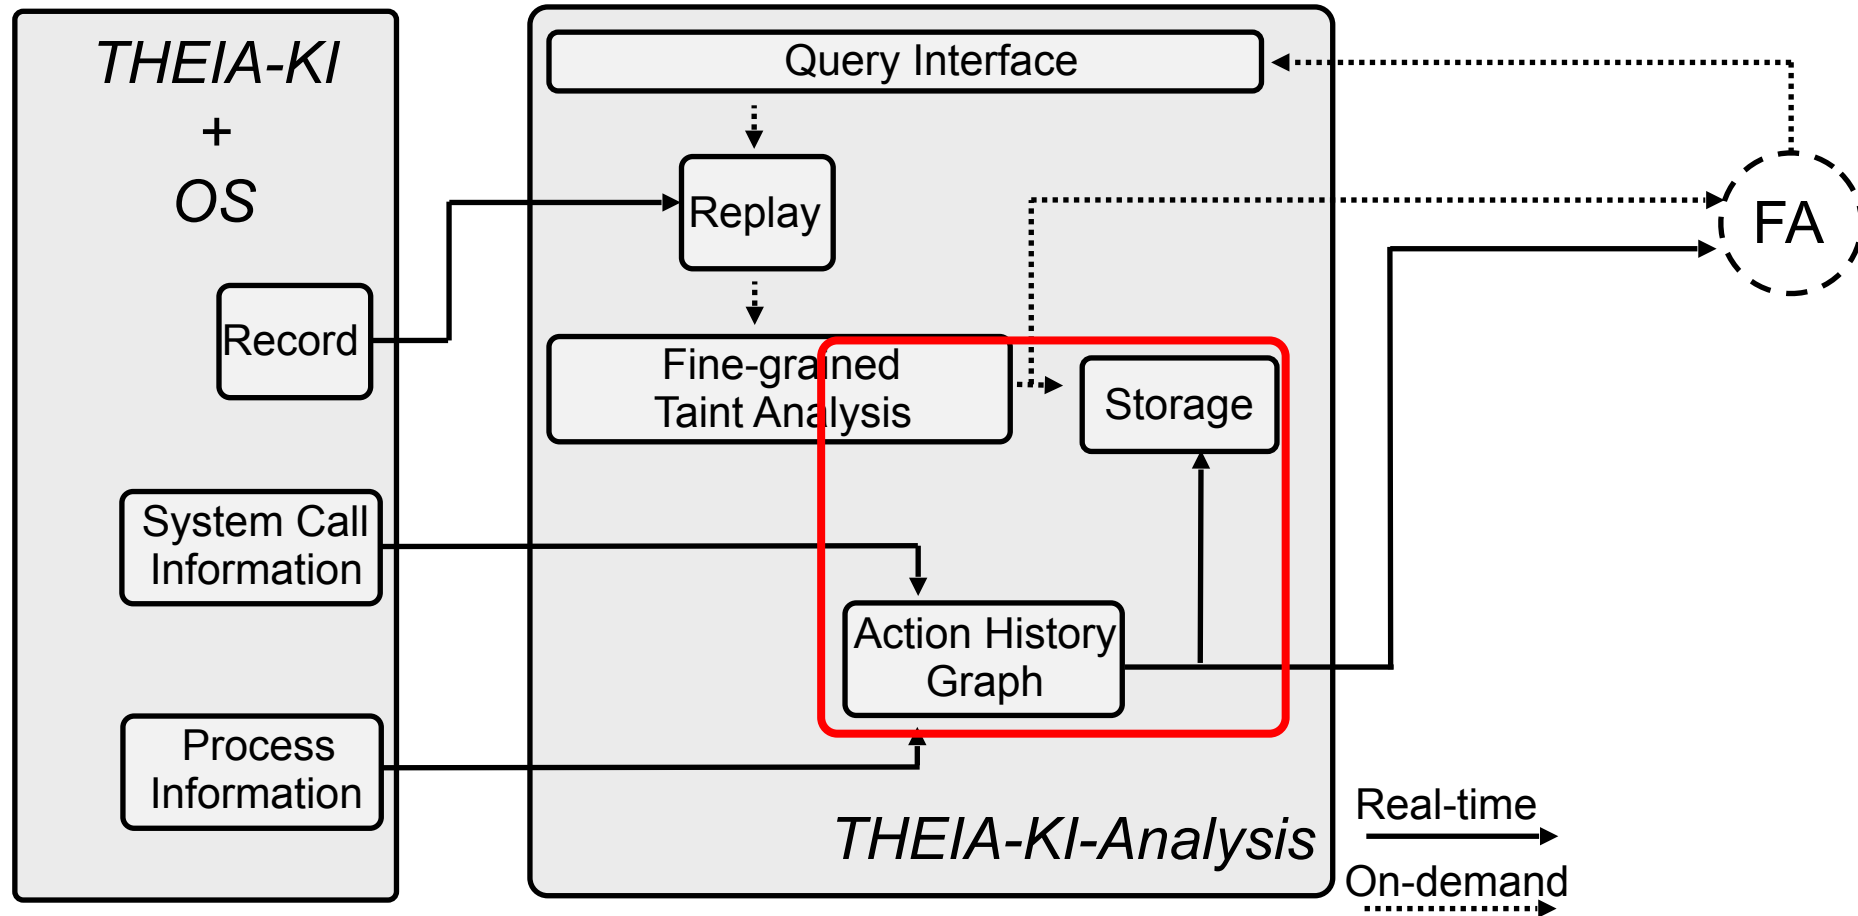 THEIA-KI
+
OS
Record
System Call
Information
Process
Information
Query Interface
Replay
Fine-grained
Taint Analysis
Storage
Action History
Graph
THEIA-KI-Analysis
FA
Real-time
On-demand